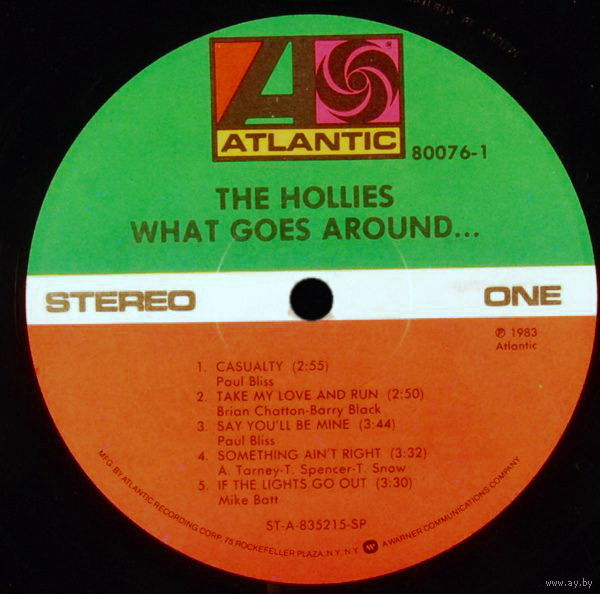 ATLANTIC
80076-1
THE HOLLIES
WHAT GOES AROUND...
STEREO
ONE
℗ 1983
Atlantic
1. CASUALTY (2:55)
Paul Bliss
2. TAKE MY LOVE AND RUN (2:50)
Brian Chatton-Barry Black
3. SAY YOU'LL BE MINE (3:44)
Paul Bliss
4. SOMETHING AIN'T RIGHT (3:32)
A. Tarney-T. Spencer-T. Snow
5. IF THE LIGHTS GO OUT (3:30)
Mike Batt
ST-A-835215-SP
MFG. BY ATLANTIC RECORDING CORP., 75 ROCKEFELLER PLAZA, N.Y., N.Y. A WARNER COMMUNICATIONS COMPANY
www.ay.by